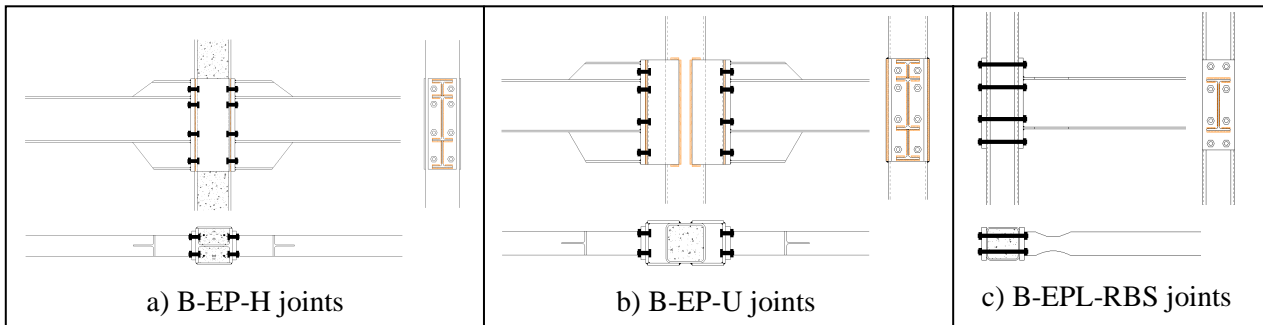 a) B-EP-H joints
b) B-EP-U joints
c) B-EPL-RBS joints